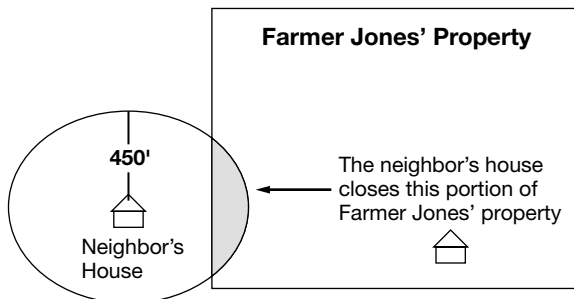 Farmer Jones’ Property
450'
The neighbor’s house
closes this portion of
Farmer Jones’ property
Neighbor’s
House